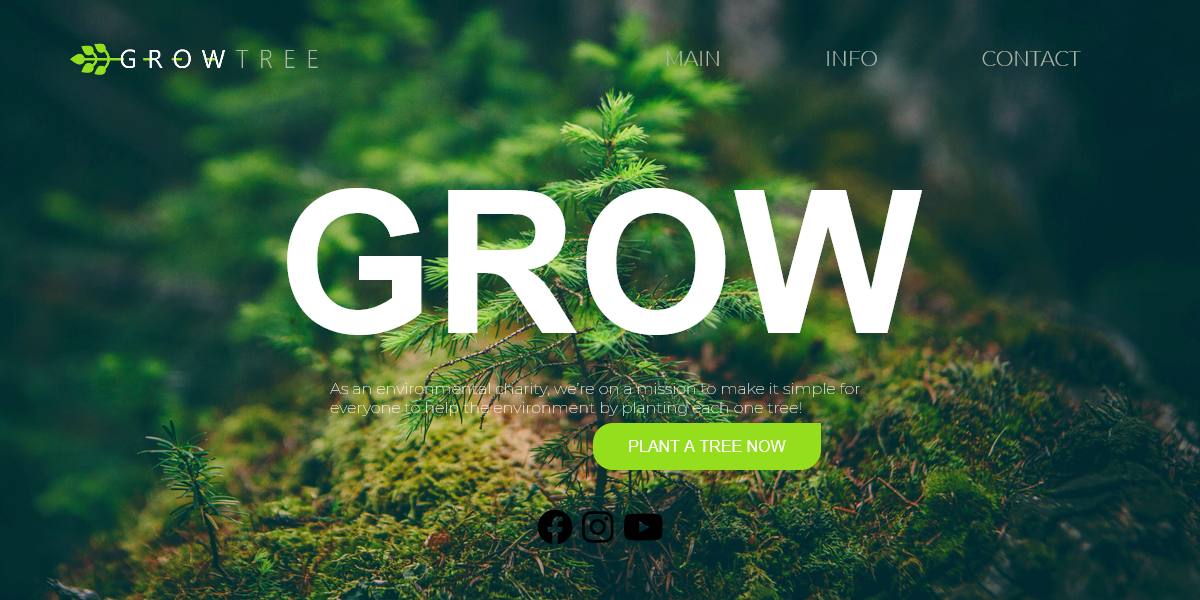 GROWTREE
MAIN INFO CONTACT
GROW
As an environmental charity, we're on a mission to make it simple for
everyone to help the environment by planting each one tree!
PLANT A TREE NOW